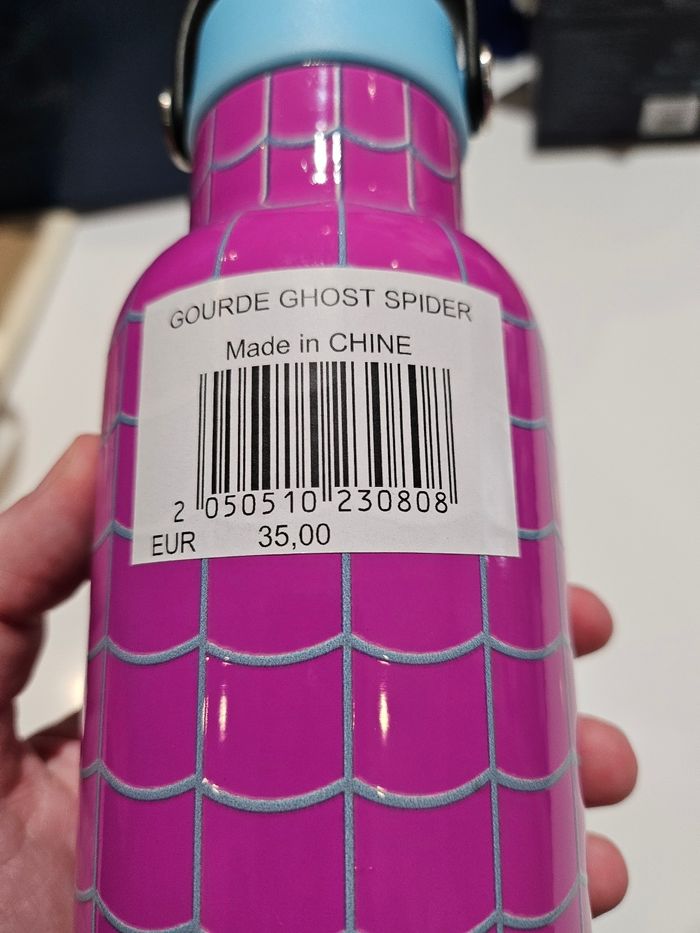 GOURDE GHOST SPIDER
Made in CHINE
2 050510 230808
EUR 35,00